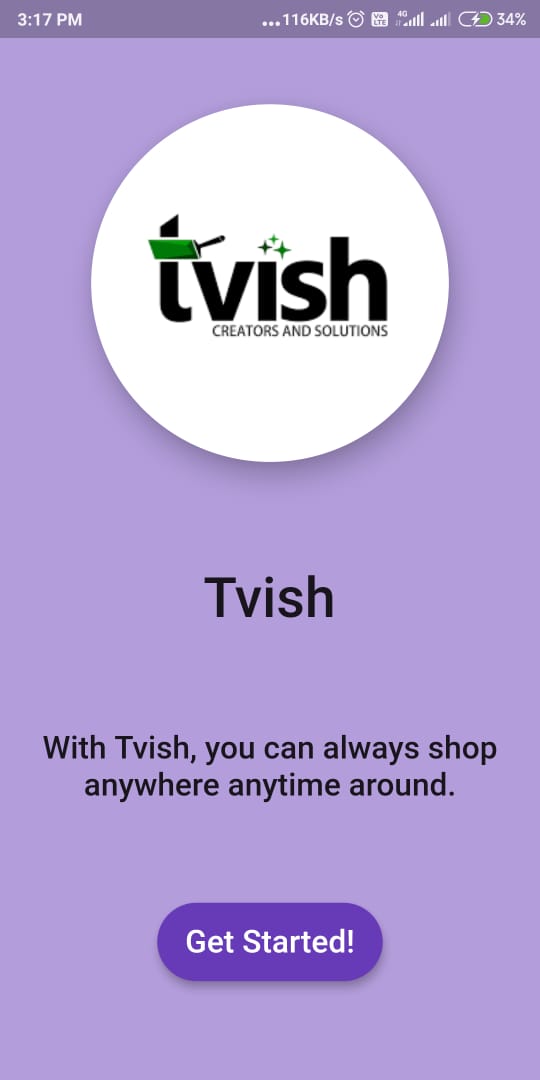 3:17 PM ...116KB/s Vo LTE 4G 34%
tvish
CREATORS AND SOLUTIONS
Tvish
With Tvish, you can always shop
anywhere anytime around.
Get Started!